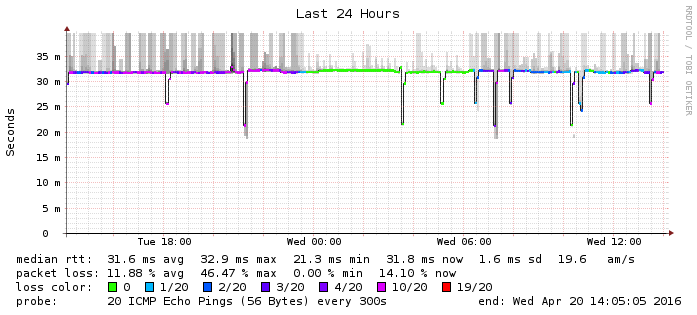 Last 24 Hours
RRDTOOL / TOBI OETIKER
Seconds
35 m
30 m
25 m
20 m
15 m
10 m
5 m
0
Tue 18:00 Wed 00:00 Wed 06:00 Wed 12:00
median rtt: 31.6 ms avg 32.9 ms max 21.3 ms min 31.8 ms now 1.6 ms sd 19.6 am/s
packet loss: 11.88 % avg 46.47 % max 0.00 % min 14.10 % now
loss color: 0 1/20 2/20 3/20 4/20 10/20 19/20
probe: 20 ICMP Echo Pings (56 Bytes) every 300s end: Wed Apr 20 14:05:05 2016